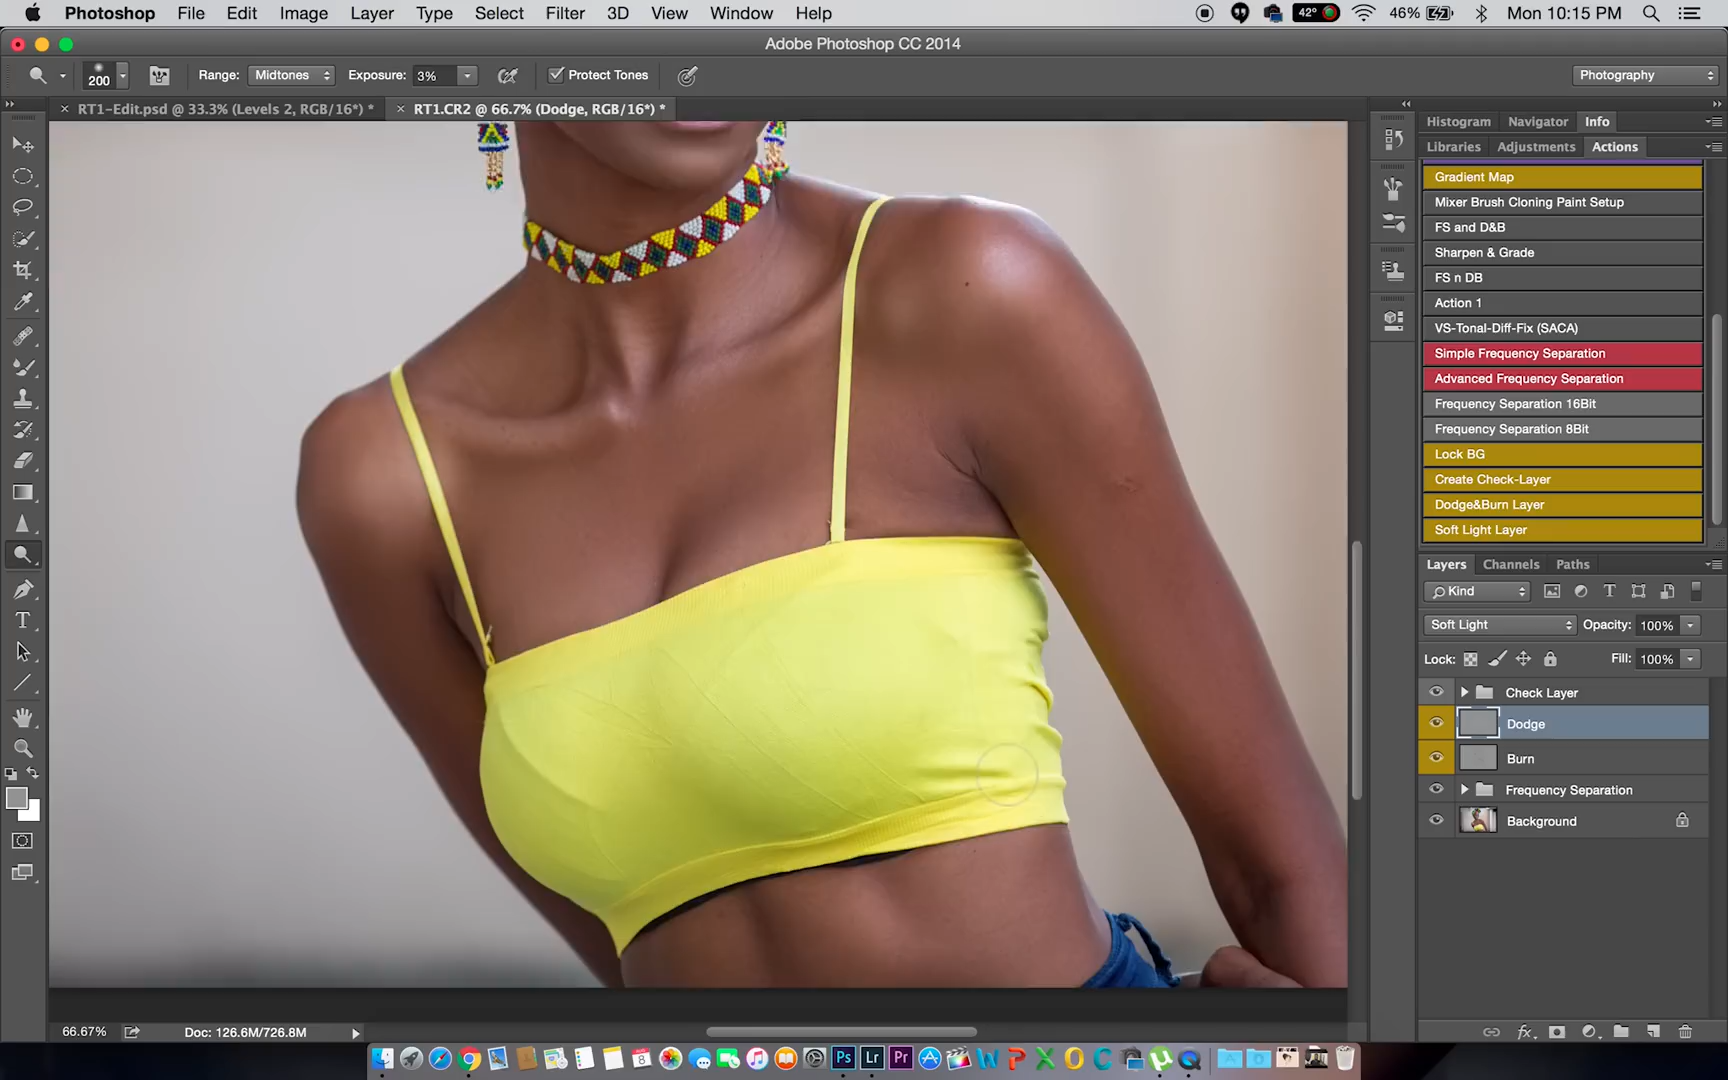 Photoshop File Edit Image Layer Type Select Filter 3D View Window Help 42° 46% Mon 10:15 PM
Adobe Photoshop CC 2014
200 Range: Midtones Exposure: 3% Protect Tones Photography
RT1-Edit.psd @ 33.3% (Levels 2, RGB/16*) * RT1.CR2 @ 66.7% (Dodge, RGB/16*) *
Histogram Navigator Info
Libraries Adjustments Actions
Gradient Map
Mixer Brush Cloning Paint Setup
FS and D&B
Sharpen & Grade
FS n DB
Action 1
VS-Tonal-Diff-Fix (SACA)
Simple Frequency Separation
Advanced Frequency Separation
Frequency Separation 16Bit
Frequency Separation 8Bit
Lock BG
Create Check-Layer
Dodge&Burn Layer
Soft Light Layer
Layers Channels Paths
Kind
Soft Light Opacity: 100%
Lock: Fill: 100%
Check Layer
Dodge
Burn
Frequency Separation
Background
66.67% Doc: 126.6M/726.8M
8 Ps Lr Pr W P X O C